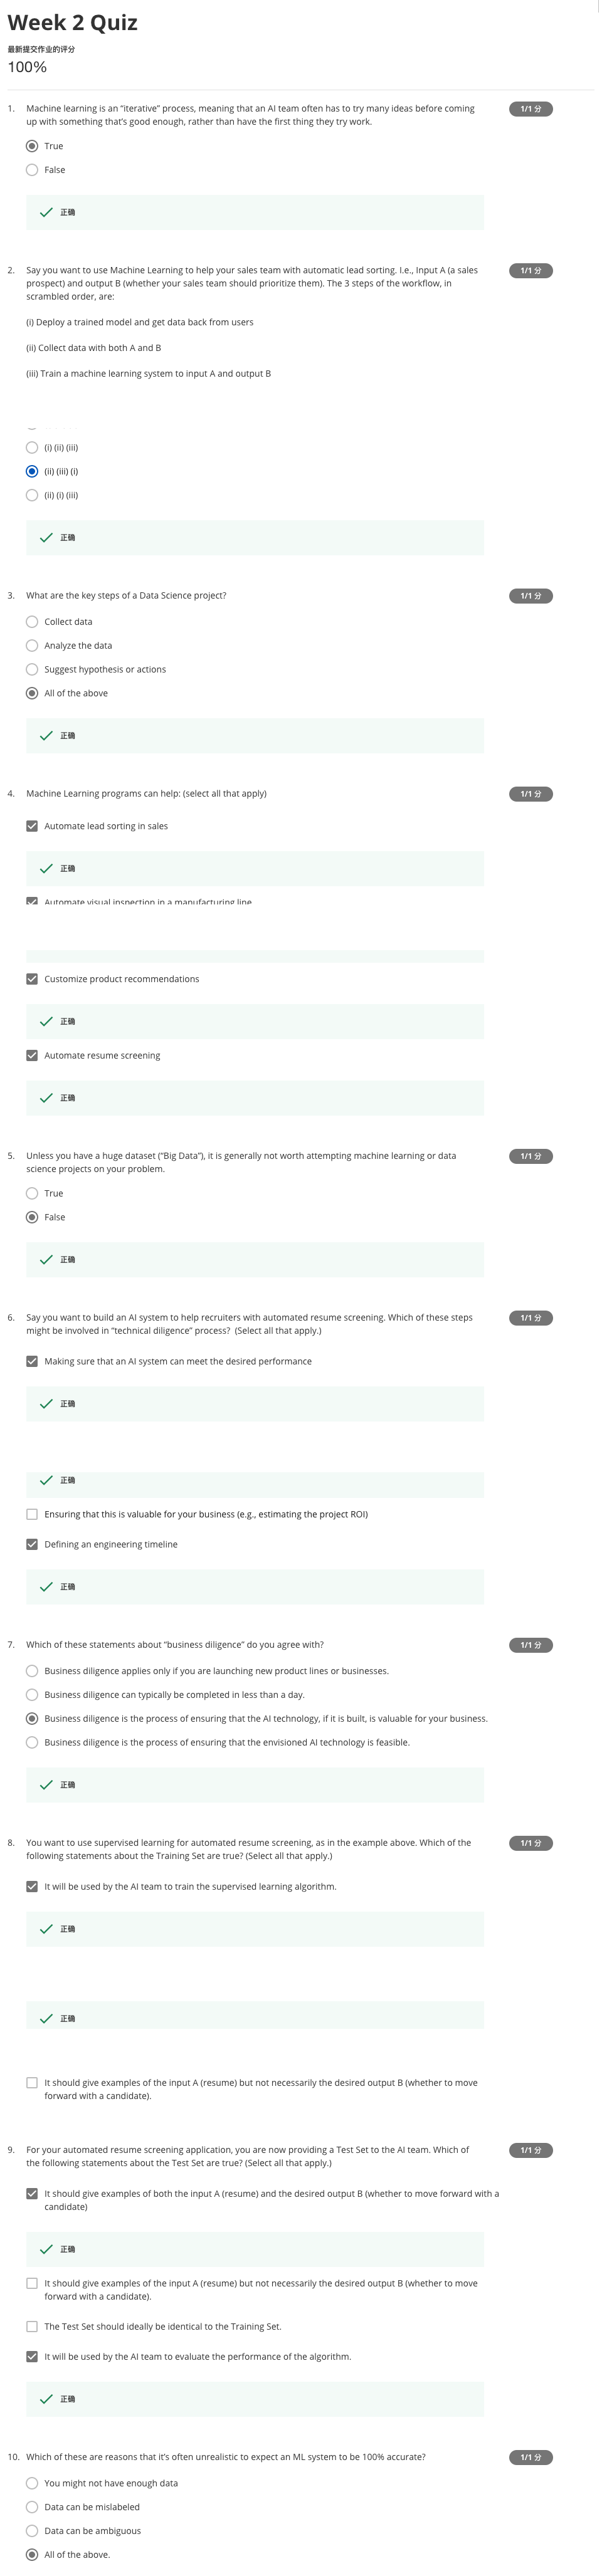 Week 2 Quiz
最新提交作业的评分
100%
1. Machine learning is an “iterative” process, meaning that an AI team often has to try many ideas before coming
up with something that’s good enough, rather than have the first thing they try work.
1/1 分
True
False
正确
2. Say you want to use Machine Learning to help your sales team with automatic lead sorting. I.e., Input A (a sales
prospect) and output B (whether your sales team should prioritize them). The 3 steps of the workflow, in
scrambled order, are:
1/1 分
(i) Deploy a trained model and get data back from users
(ii) Collect data with both A and B
(iii) Train a machine learning system to input A and output B
(i) (ii) (iii)
(ii) (iii) (i)
(ii) (i) (iii)
正确
3. What are the key steps of a Data Science project?
1/1 分
Collect data
Analyze the data
Suggest hypothesis or actions
All of the above
正确
4. Machine Learning programs can help: (select all that apply)
1/1 分
Automate lead sorting in sales
正确
Automate visual inspection in a manufacturing line
Customize product recommendations
正确
Automate resume screening
正确
5. Unless you have a huge dataset (“Big Data”), it is generally not worth attempting machine learning or data
science projects on your problem.
1/1 分
True
False
正确
6. Say you want to build an AI system to help recruiters with automated resume screening. Which of these steps
might be involved in “technical diligence” process? (Select all that apply.)
1/1 分
Making sure that an AI system can meet the desired performance
正确
正确
Ensuring that this is valuable for your business (e.g., estimating the project ROI)
Defining an engineering timeline
正确
7. Which of these statements about “business diligence” do you agree with?
1/1 分
Business diligence applies only if you are launching new product lines or businesses.
Business diligence can typically be completed in less than a day.
Business diligence is the process of ensuring that the AI technology, if it is built, is valuable for your business.
Business diligence is the process of ensuring that the envisioned AI technology is feasible.
正确
8. You want to use supervised learning for automated resume screening, as in the example above. Which of the
following statements about the Training Set are true? (Select all that apply.)
1/1 分
It will be used by the AI team to train the supervised learning algorithm.
正确
正确
It should give examples of the input A (resume) but not necessarily the desired output B (whether to move
forward with a candidate).
9. For your automated resume screening application, you are now providing a Test Set to the AI team. Which of
the following statements about the Test Set are true? (Select all that apply.)
1/1 分
It should give examples of both the input A (resume) and the desired output B (whether to move forward with a
candidate)
正确
It should give examples of the input A (resume) but not necessarily the desired output B (whether to move
forward with a candidate).
The Test Set should ideally be identical to the Training Set.
It will be used by the AI team to evaluate the performance of the algorithm.
正确
10. Which of these are reasons that it’s often unrealistic to expect an ML system to be 100% accurate?
1/1 分
You might not have enough data
Data can be mislabeled
Data can be ambiguous
All of the above.